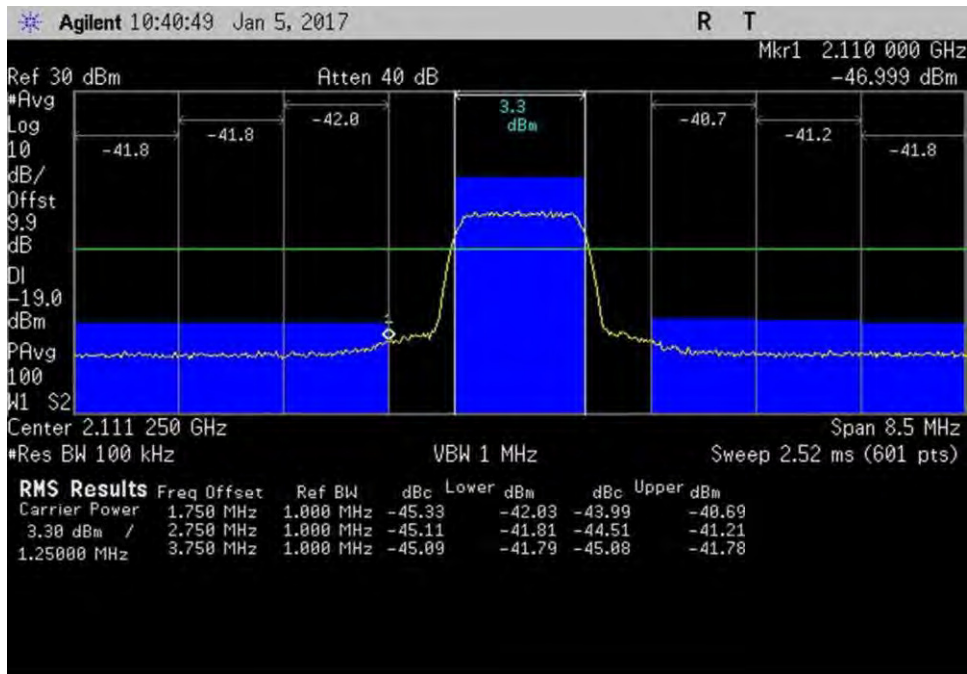 Agilent 10:40:49 Jan 5, 2017 R T
Mkr1 2.110 000 GHz
Ref 30 dBm Atten 40 dB -46.999 dBm
#Avg
Log
10
dB/
Offst
9.9
dB
DI
-19.0
dBm
PAvg
100
W1 S2
-41.8 -41.8 -42.0 3.3 dBm -40.7 -41.2 -41.8
1
Center 2.111 250 GHz Span 8.5 MHz
#Res BW 100 kHz VBW 1 MHz Sweep 2.52 ms (601 pts)
RMS Results Freq Offset Ref BW dBc Lower dBm dBc Upper dBm
Carrier Power 1.750 MHz 1.000 MHz -45.33 -42.03 -43.99 -40.69
3.30 dBm / 2.750 MHz 1.000 MHz -45.11 -41.81 -44.51 -41.21
1.25000 MHz 3.750 MHz 1.000 MHz -45.09 -41.79 -45.08 -41.78